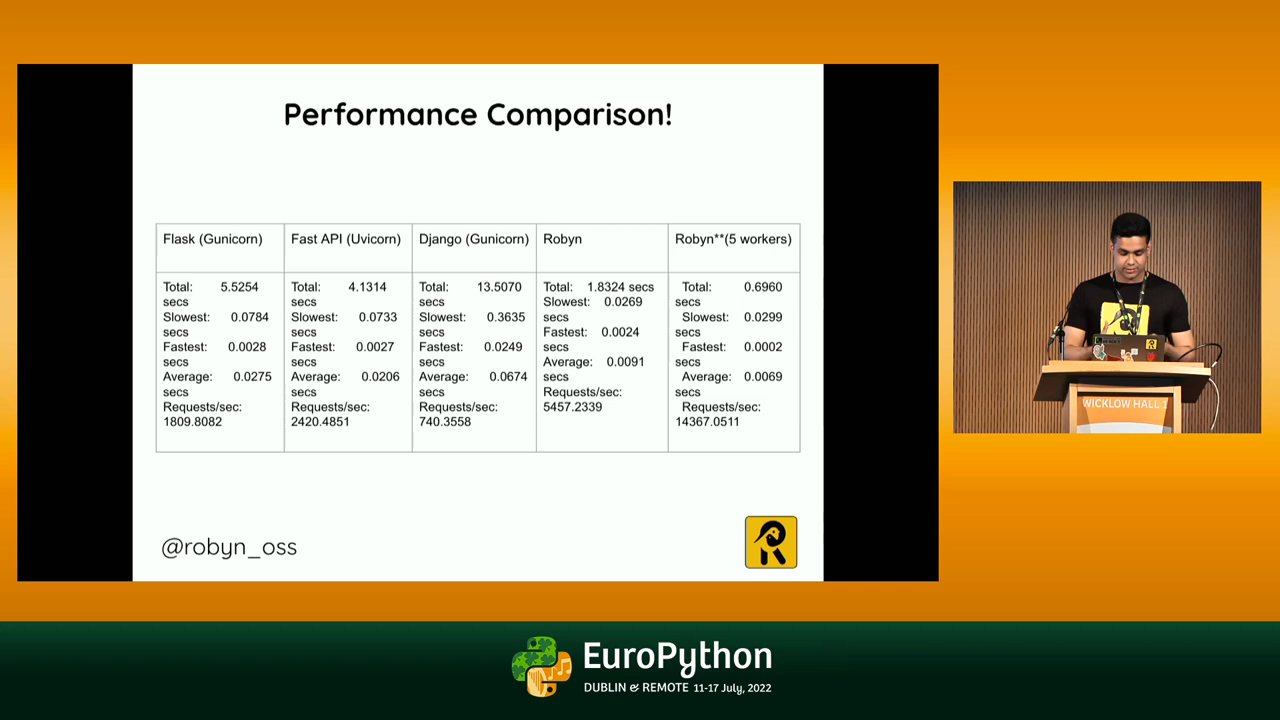 Performance Comparison!
Flask (Gunicorn)
Fast API (Uvicorn)
Django (Gunicorn)
Robyn
Robyn**(5 workers)
Total: 5.5254
secs
Slowest: 0.0784
secs
Fastest: 0.0028
secs
Average: 0.0275
secs
Requests/sec:
1809.8082
Total: 4.1314
secs
Slowest: 0.0733
secs
Fastest: 0.0027
secs
Average: 0.0206
secs
Requests/sec:
2420.4851
Total: 13.5070
secs
Slowest: 0.3635
secs
Fastest: 0.0249
secs
Average: 0.0674
secs
Requests/sec:
740.3558
Total: 1.8324 secs
Slowest: 0.0269
secs
Fastest: 0.0024
secs
Average: 0.0091
secs
Requests/sec:
5457.2339
Total: 0.6960
secs
Slowest: 0.0299
secs
Fastest: 0.0002
secs
Average: 0.0069
secs
Requests/sec:
14367.0511
@robyn_oss
WICKLOW HALL 1
EuroPython
DUBLIN & REMOTE 11-17 July, 2022